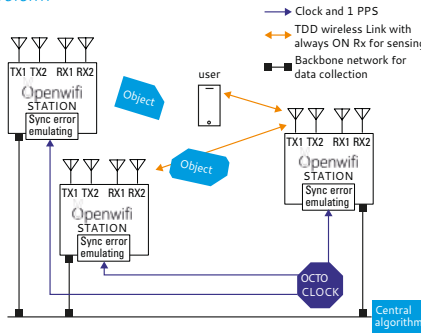 Clock and 1 PPS
TDD wireless Link with
always ON Rx for sensing
Backbone network for
data collection
TX1 TX2 RX1 RX2
Openwifi
STATION
Sync error
emulating
Object
user
TX1 TX2 RX1 RX2
Openwifi
STATION
Sync error
emulating
Object
TX1 TX2 RX1 RX2
Openwifi
STATION
Sync error
emulating
OCTO
CLOCK
Central
algorithm